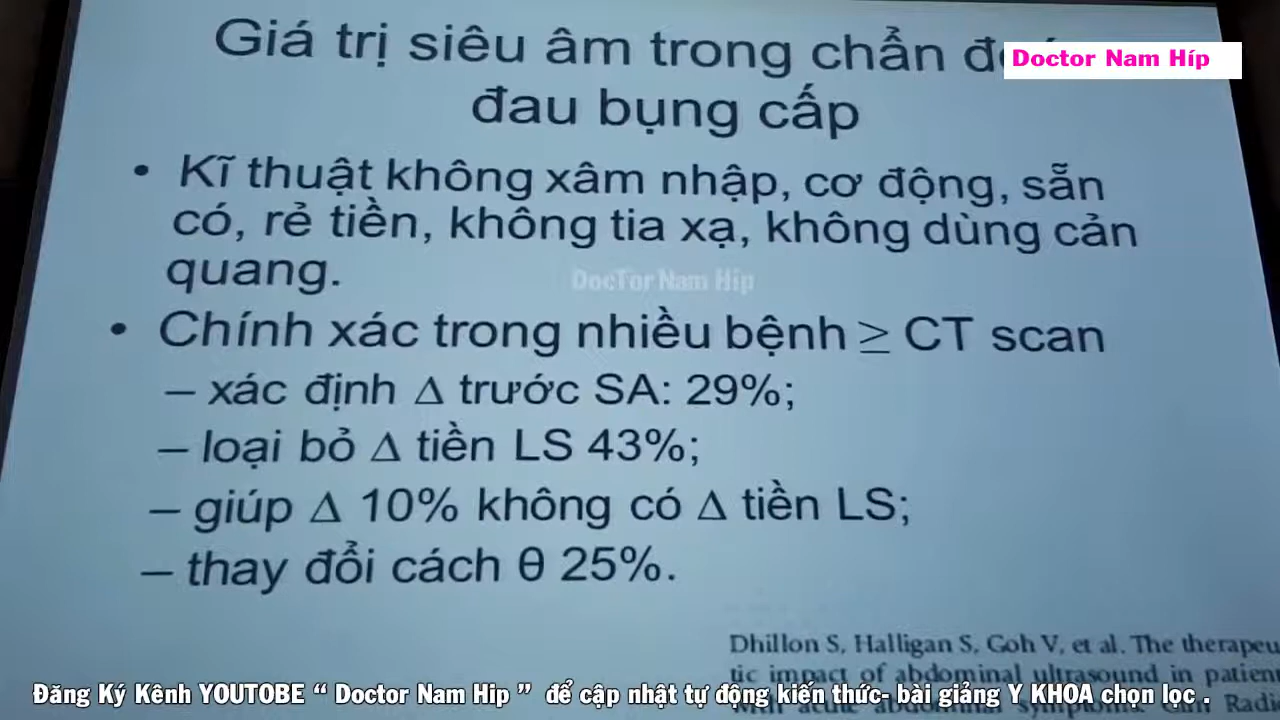 Giá trị siêu âm trong chẩn
Doctor Nam Híp
đau bụng cấp
• Kĩ thuật không xâm nhập, cơ động, sẵn
có, rẻ tiền, không tia xạ, không dùng cản
quang.
DocTor Nam Híp
• Chính xác trong nhiều bệnh ≥ CT scan
– xác định Δ trước SA: 29%;
– loại bỏ Δ tiền LS 43%;
– giúp Δ 10% không có Δ tiền LS;
– thay đổi cách θ 25%.
Dhillon S, Halligan S, Goh V, et al. The therapeu
tic impact of abdominal ultrasound in patien
Đăng Ký Kênh YOUTOBE “ Doctor Nam Hip ” để cập nhật tự động kiến thức- bài giảng Y KHOA chọn lọc .